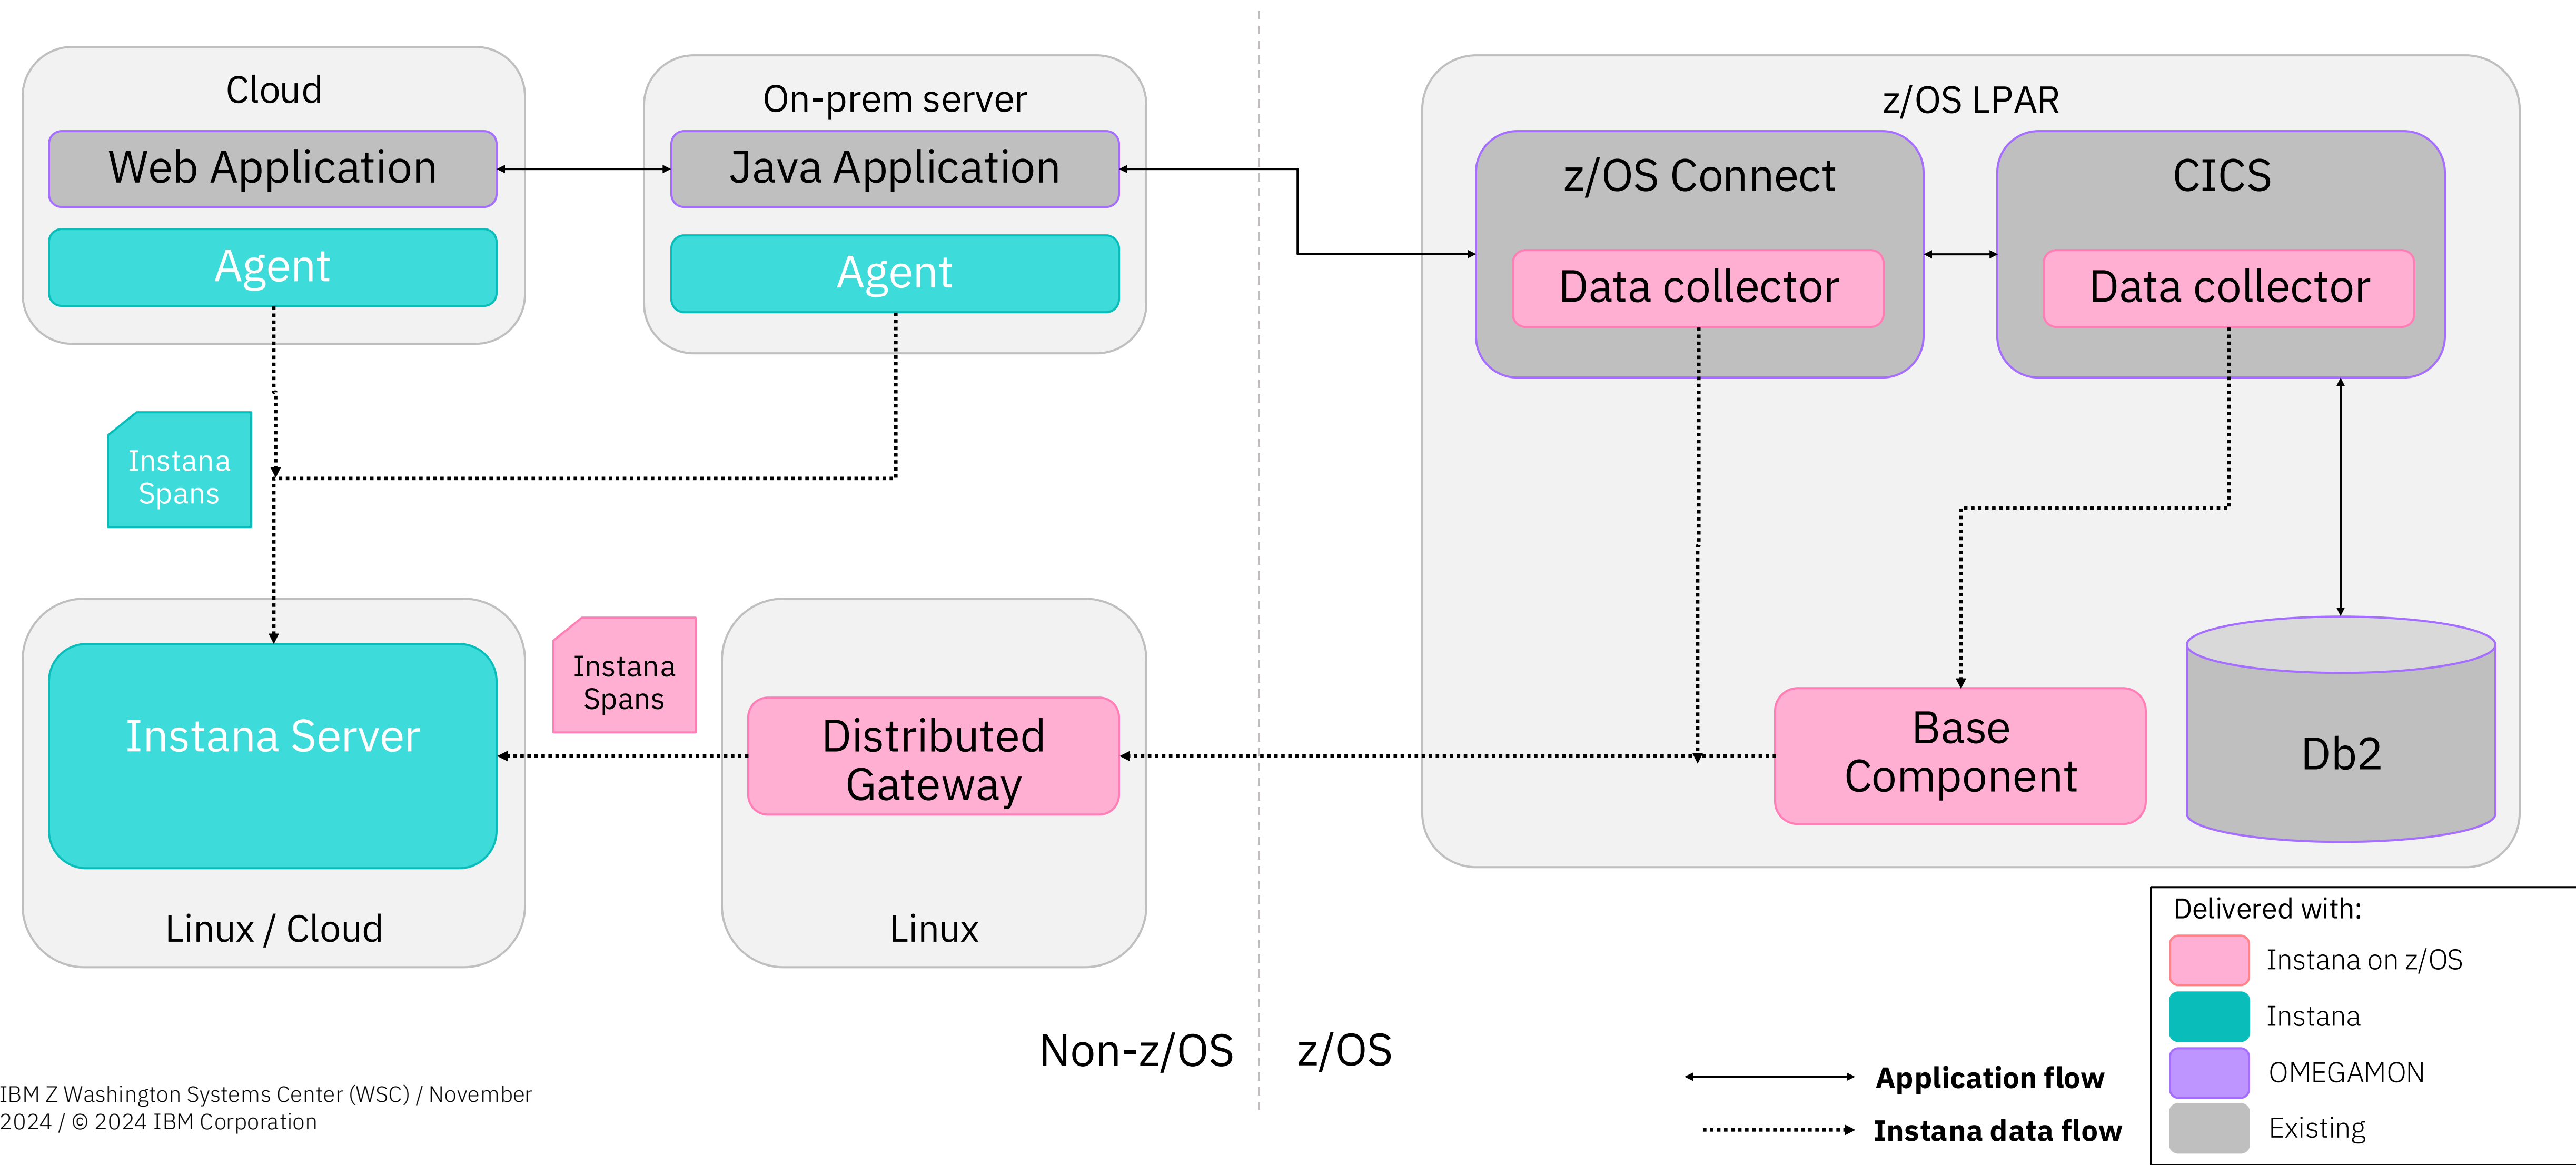 Cloud
Web Application
Agent
On-prem server
Java Application
Agent
z/OS LPAR
z/OS Connect
Data collector
CICS
Data collector
Instana
Spans
Instana Server
Linux / Cloud
Instana
Spans
Distributed
Gateway
Linux
Base
Component
Db2
Non-z/OS
z/OS
Application flow
Instana data flow
Delivered with:
Instana on z/OS
Instana
OMEGAMON
Existing
IBM Z Washington Systems Center (WSC) / November
2024 / © 2024 IBM Corporation